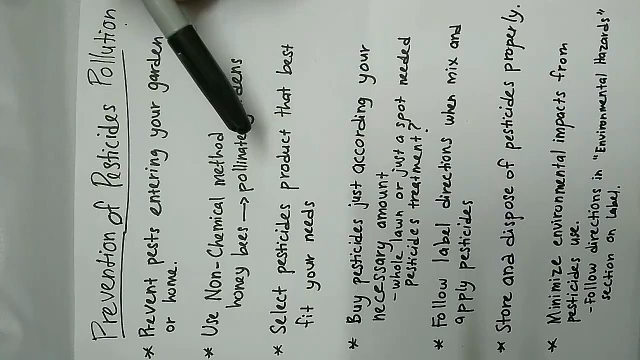 Prevention of Pesticides Pollution
* Prevent pests entering your garden
or home.
* Use Non-Chemical method
honey bees → pollinate
* Select pesticides product that best
fit your needs
* Buy pesticides just according your
necessary amount
- whole lawn or just a spot needed
pesticides treatment?
* Follow label directions when mix and
apply pesticides
* Store and dispose of pesticides properly.
* Minimize environmental impacts from
pesticides use.
- Follow directions in "Environmental Hazards"
section on label.